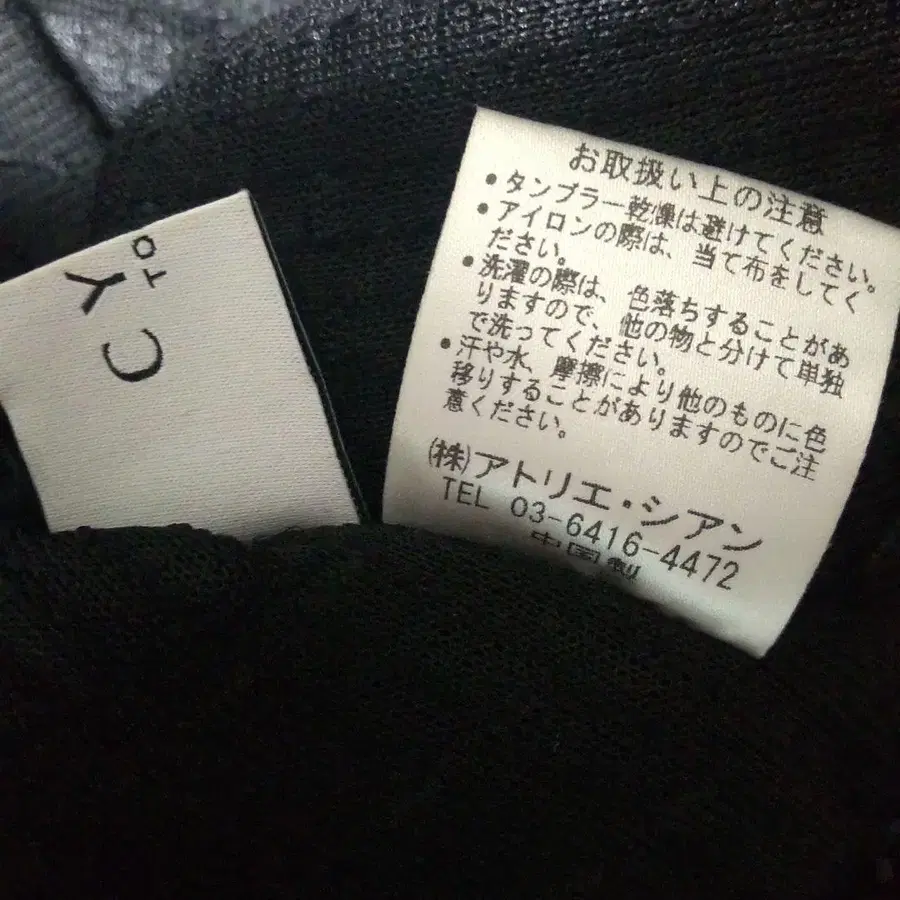 お取扱い上の注意
•タンブラー乾燥は避けてください。
•アイロンの際は、当て布をしてく
ださい。
•洗濯の際は、色落ちすることがあ
りますので、他の物と分けて単独
で洗ってください。
•汗や水、摩擦により他のものに色
移りすることがありますのでご注
意ください。
(株)アトリエ・シアン
TEL 03-6416-4472
中国製